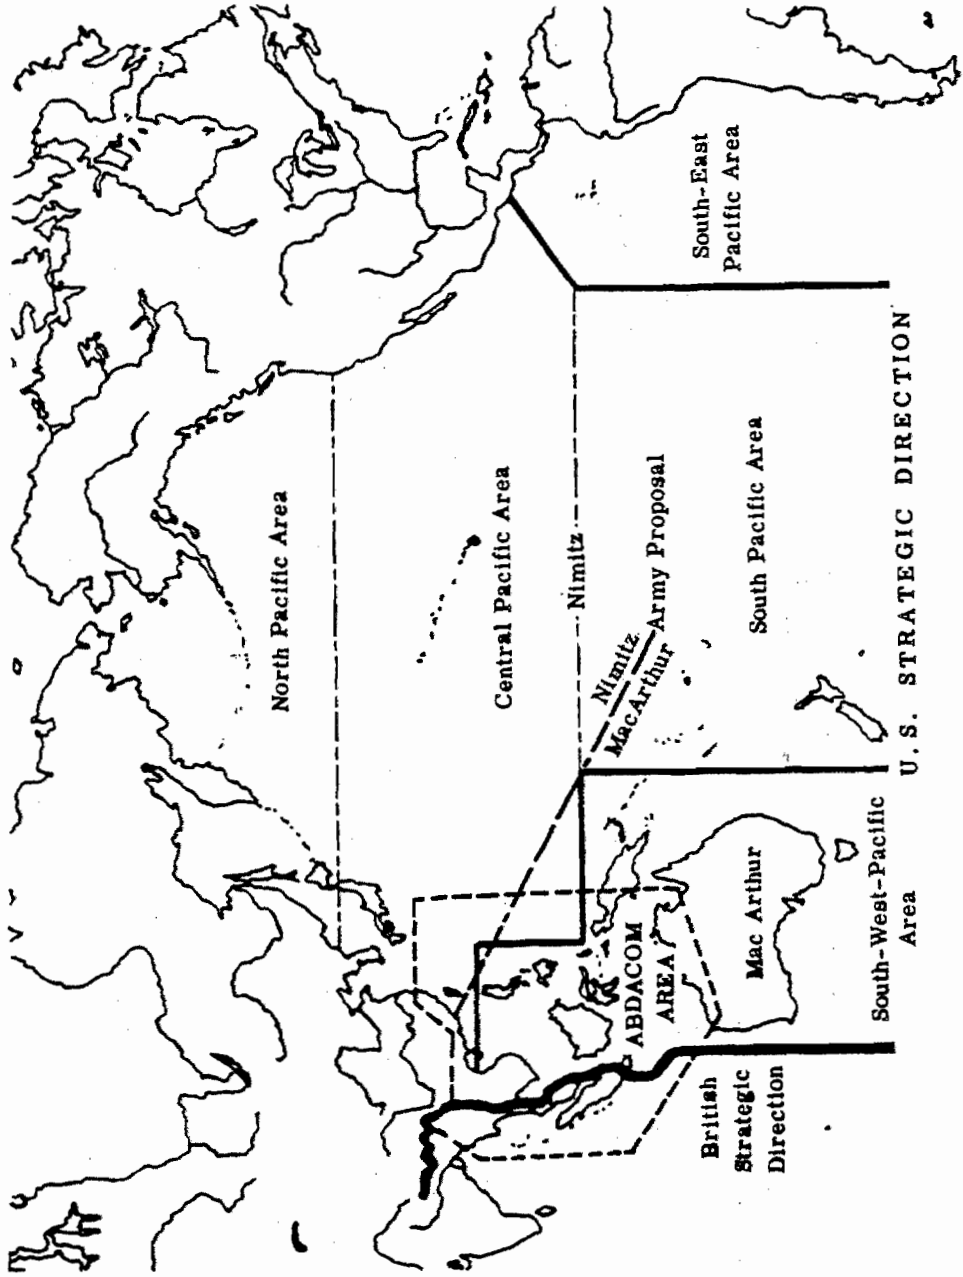 North Pacific Area
Central Pacific Area
Nimitz
Nimitz
MacArthur
Army Proposal
South Pacific Area
South-East
Pacific Area
ABDACOM
AREA
Mac Arthur
South-West-Pacific
Area
British
Strategic
Direction
U.S. STRATEGIC DIRECTION